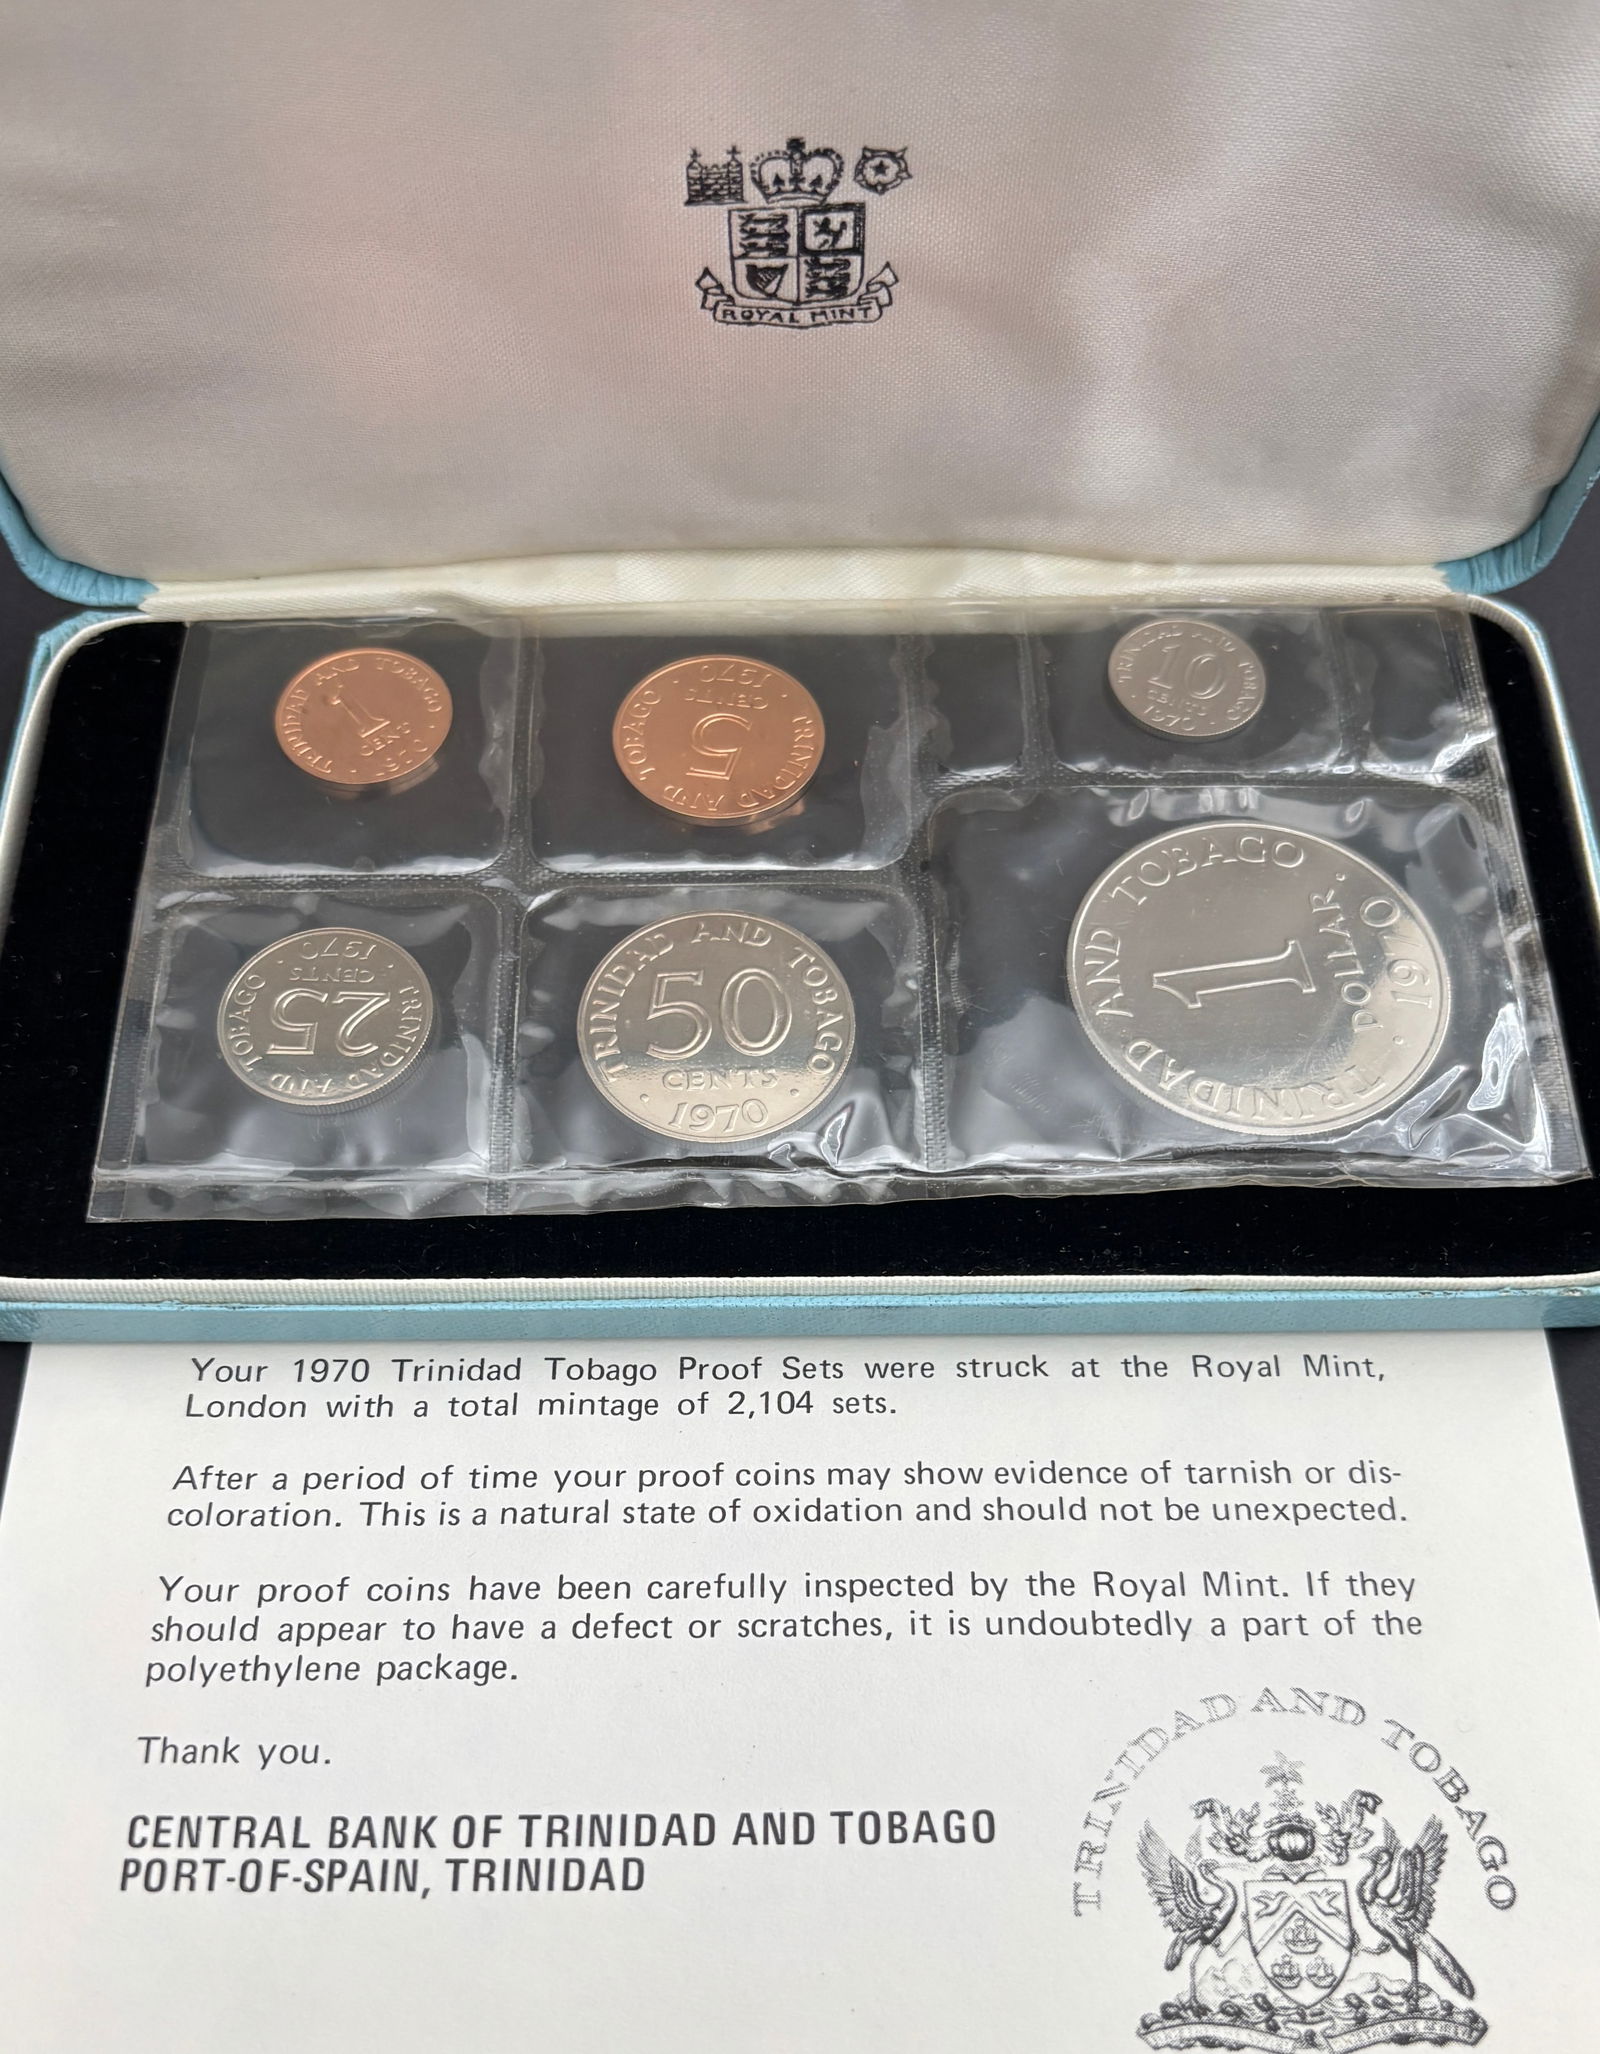 ROYAL MINT
TRINIDAD AND TOBAGO
1
CENT
· 1970 ·
TRINIDAD AND TOBAGO
5
CENTS
· 1970 ·
TRINIDAD AND TOBAGO
10
CENTS
· 1970 ·
TRINIDAD AND TOBAGO
25
CENTS
· 1970 ·
TRINIDAD AND TOBAGO
50
CENTS
· 1970 ·
TRINIDAD AND TOBAGO
1
DOLLAR
· 1970 ·
Your 1970 Trinidad Tobago Proof Sets were struck at the Royal Mint,
London with a total mintage of 2,104 sets.
After a period of time your proof coins may show evidence of tarnish or dis-
coloration. This is a natural state of oxidation and should not be unexpected.
Your proof coins have been carefully inspected by the Royal Mint. If they
should appear to have a defect or scratches, it is undoubtedly a part of the
polyethylene package.
Thank you.
CENTRAL BANK OF TRINIDAD AND TOBAGO
PORT-OF-SPAIN, TRINIDAD
TRINIDAD AND TOBAGO